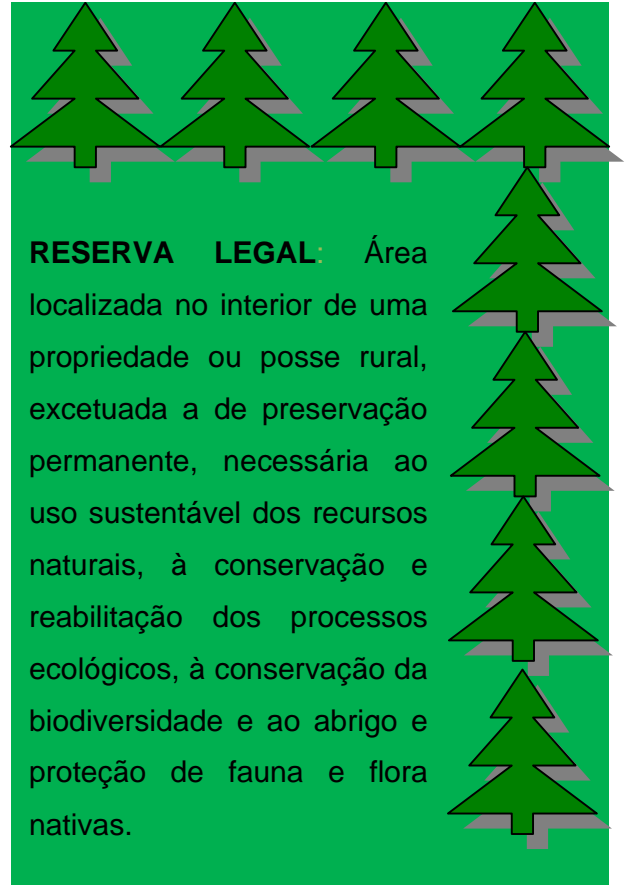 RESERVA LEGAL: Área
localizada no interior de uma
propriedade ou posse rural,
excetuada a de preservação
permanente, necessária ao
uso sustentável dos recursos
naturais, à conservação e
reabilitação dos processos
ecológicos, à conservação da
biodiversidade e ao abrigo e
proteção de fauna e flora
nativas.